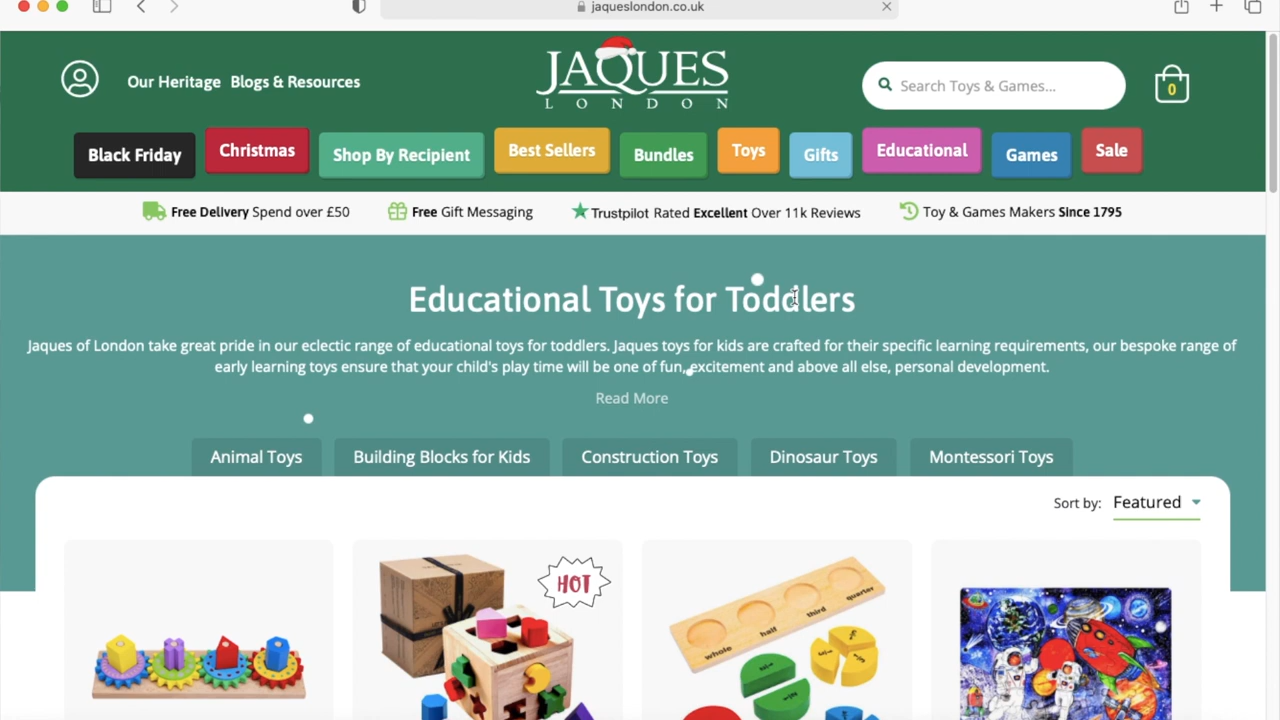 jaqueslondon.co.uk
Our Heritage Blogs & Resources
JAQUES
LONDON
Search Toys & Games...
0
Black Friday
Christmas
Shop By Recipient
Best Sellers
Bundles
Toys
Gifts
Educational
Games
Sale
Free Delivery Spend over £50
Free Gift Messaging
Trustpilot Rated Excellent Over 11k Reviews
Toy & Games Makers Since 1795
Educational Toys for Toddlers
Jaques of London take great pride in our eclectic range of educational toys for toddlers. Jaques toys for kids are crafted for their specific learning requirements, our bespoke range of
early learning toys ensure that your child's play time will be one of fun, excitement and above all else, personal development.
Read More
Animal Toys
Building Blocks for Kids
Construction Toys
Dinosaur Toys
Montessori Toys
Sort by: Featured
HOT
whole half third quarter